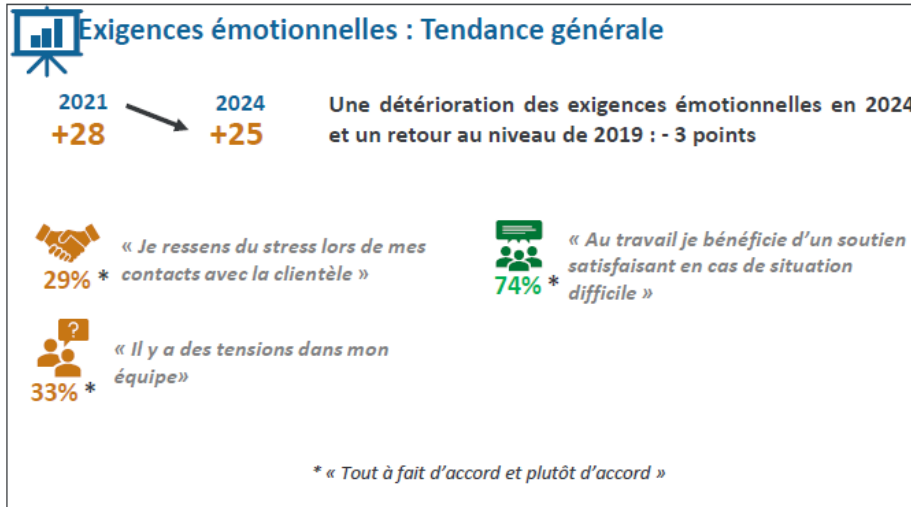 Exigences émotionnelles : Tendance générale
2021
2024
+28
+25
Une détérioration des exigences émotionnelles en 2024
et un retour au niveau de 2019 : - 3 points
« Je ressens du stress lors de mes
contacts avec la clientèle »
29% *
« Au travail je bénéficie d'un soutien
satisfaisant en cas de situation
difficile »
74% *
?
« Il y a des tensions dans mon
équipe»
33% *
* « Tout à fait d'accord et plutôt d'accord »